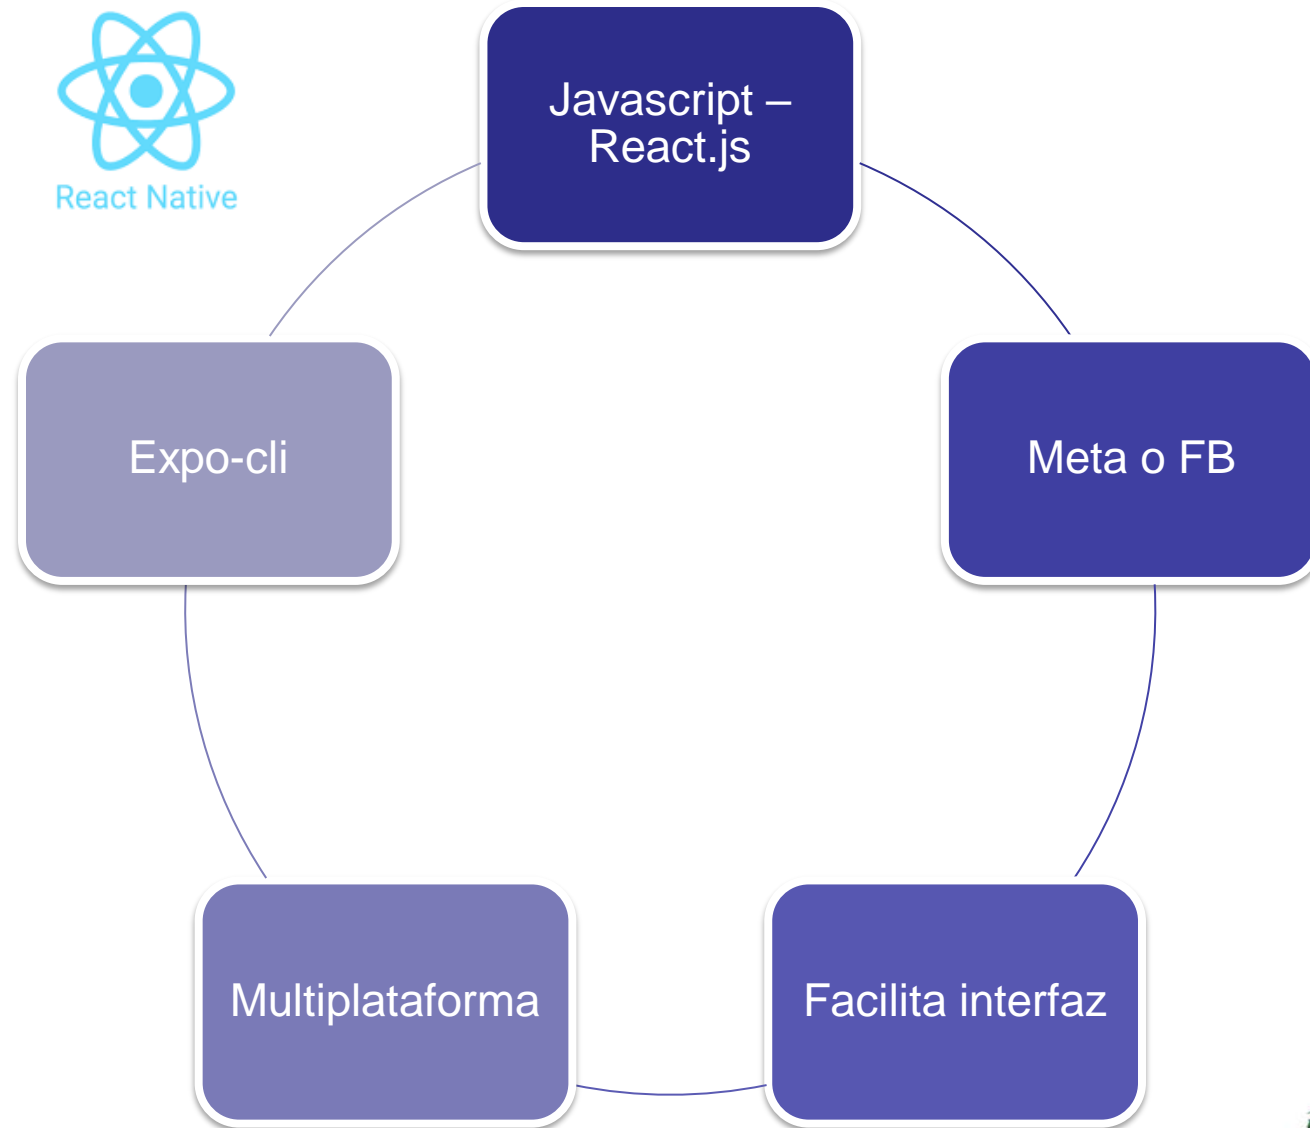 React Native
Javascript –
React.js
Meta o FB
Facilita interfaz
Multiplataforma
Expo-cli